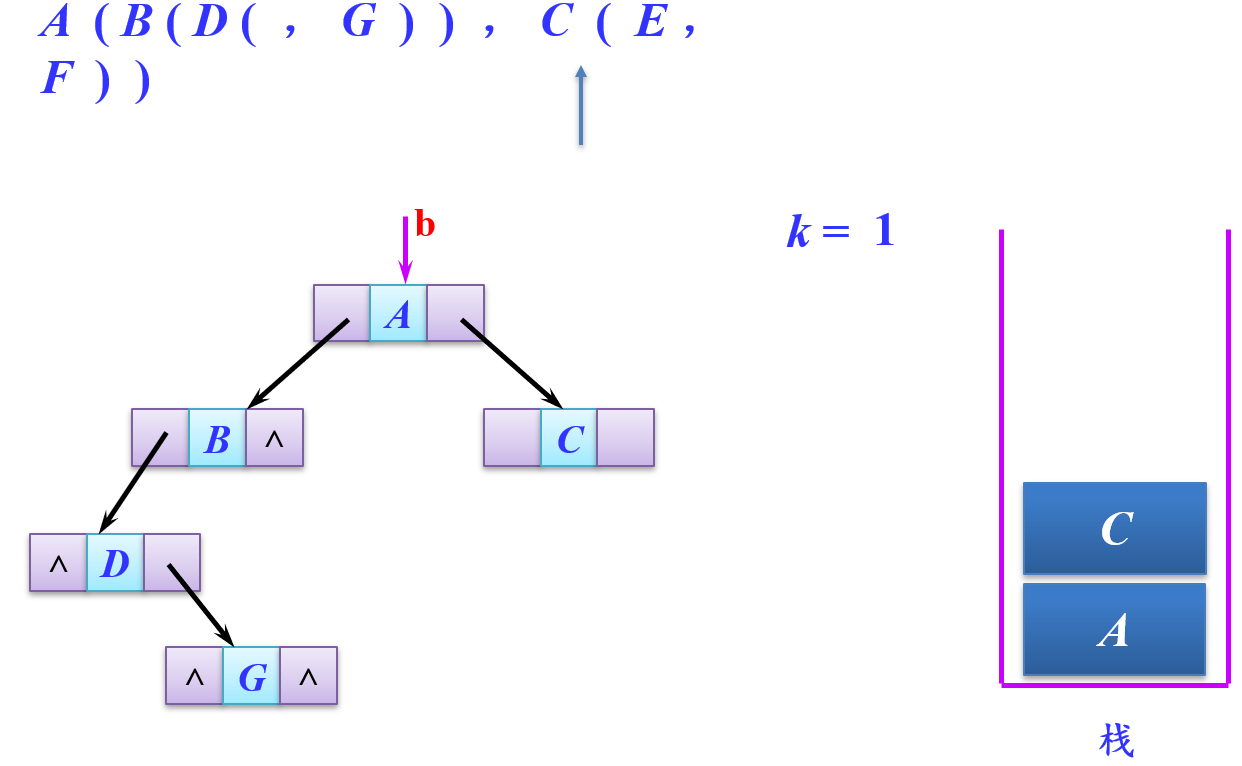 A ( B ( D ( , G ) ) , C ( E ,
F ) )
b
k = 1
A
B ^
C
^ D
^ G ^
C
A
栈